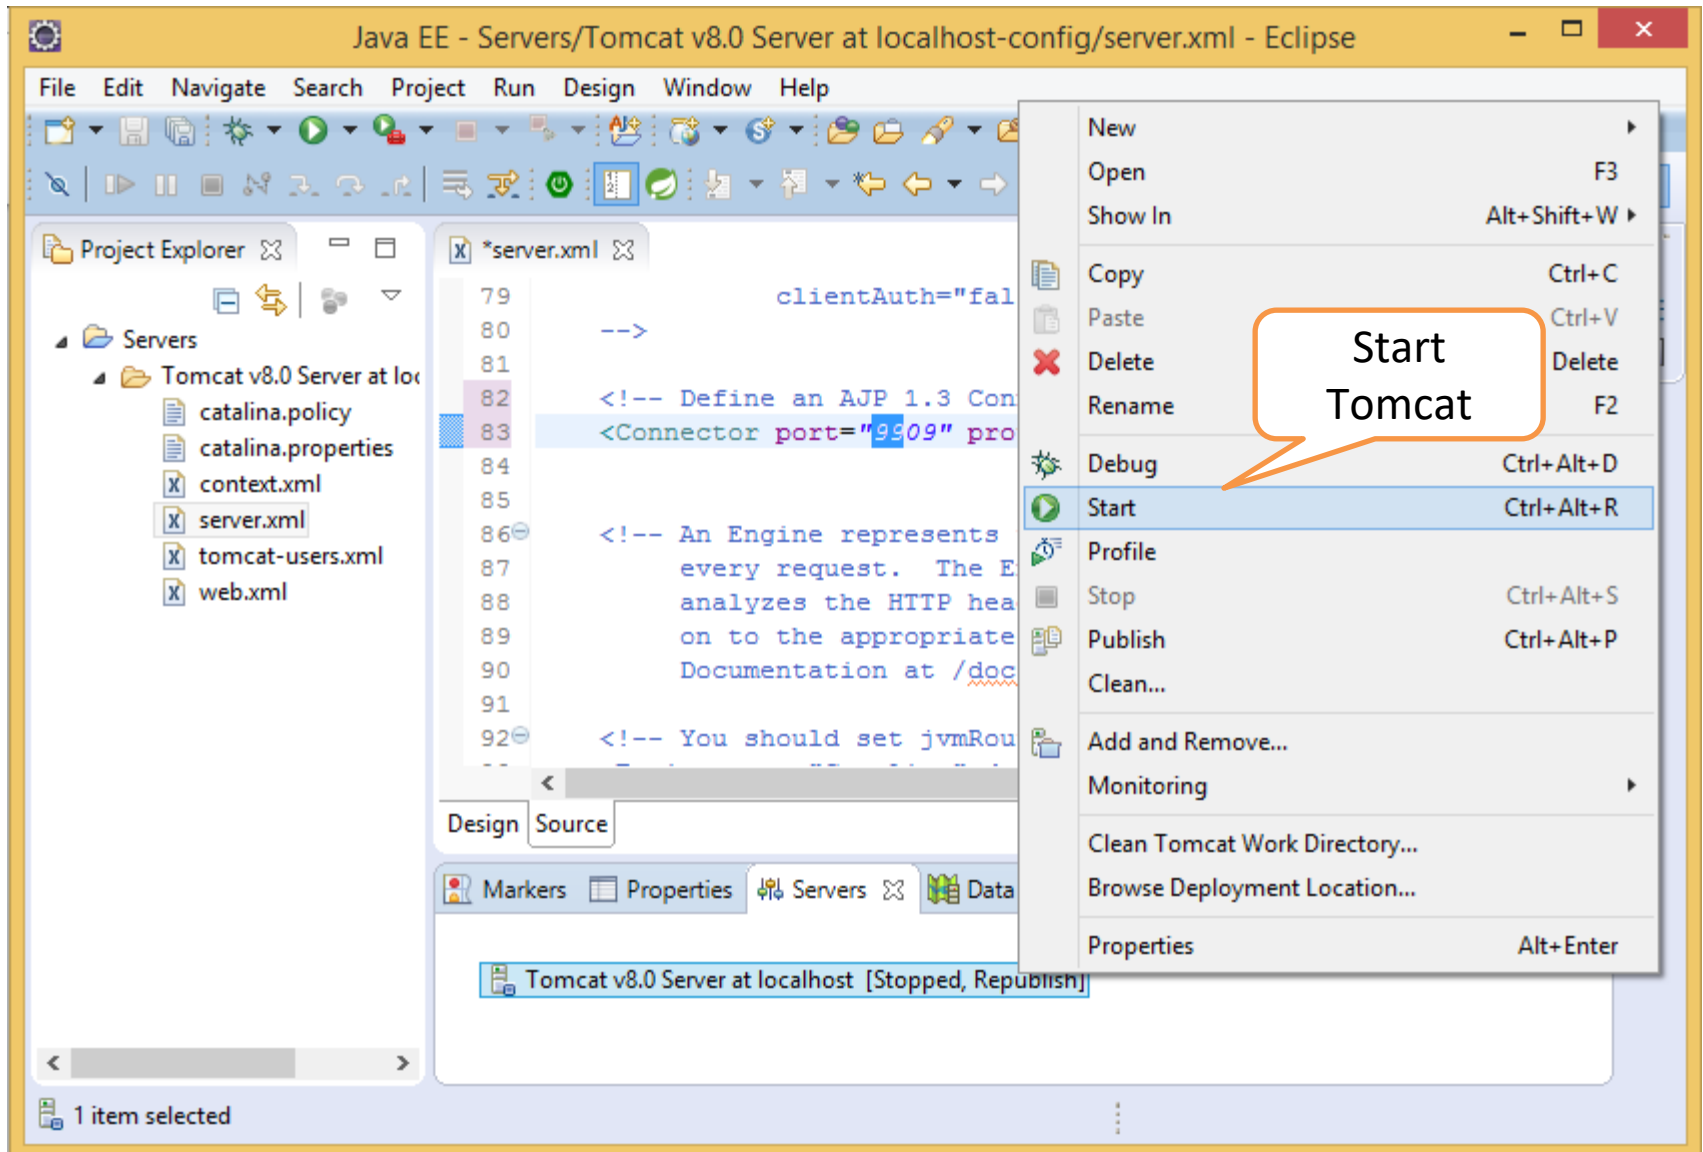 Java EE - Servers/Tomcat v8.0 Server at localhost-config/server.xml - Eclipse
File Edit Navigate Search Project Run Design Window Help
Project Explorer
Servers
Tomcat v8.0 Server at loc
catalina.policy
catalina.properties
context.xml
server.xml
tomcat-users.xml
web.xml
*server.xml
79 clientAuth="fal
80 -->
81
82 <!-- Define an AJP 1.3 Con
83 <Connector port="9909" pro
84
85
86 <!-- An Engine represents
87 every request. The E
88 analyzes the HTTP hea
89 on to the appropriate
90 Documentation at /doc
91
92 <!-- You should set jvmRou
Design Source
Markers Properties Servers Data
Tomcat v8.0 Server at localhost [Stopped, Republish]
New
Open F3
Show In Alt+Shift+W
Copy Ctrl+C
Paste Ctrl+V
Delete Delete
Rename F2
Debug Ctrl+Alt+D
Start Ctrl+Alt+R
Profile
Stop Ctrl+Alt+S
Publish Ctrl+Alt+P
Clean...
Add and Remove...
Monitoring
Clean Tomcat Work Directory...
Browse Deployment Location...
Properties Alt+Enter
Start
Tomcat
1 item selected